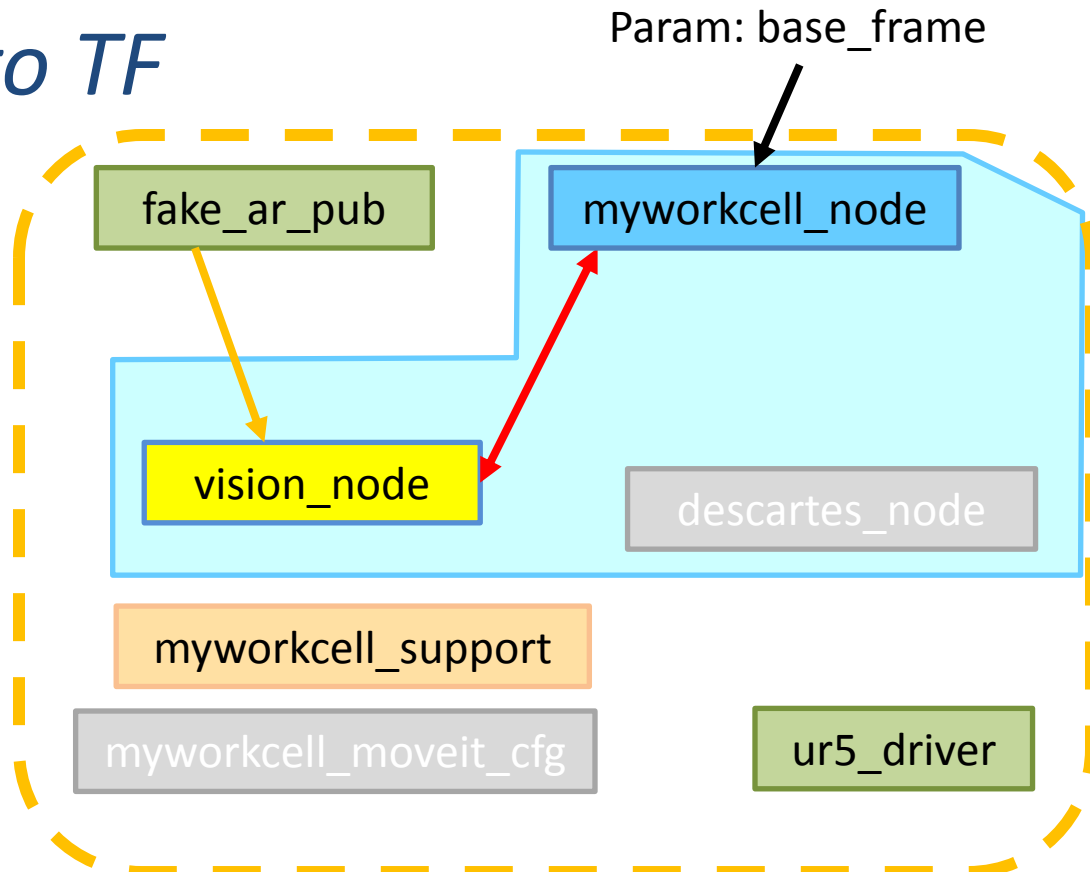 to TF
Param: base_frame
fake_ar_pub
myworkcell_node
vision_node
descartes_node
myworkcell_support
myworkcell_moveit_cfg
ur5_driver